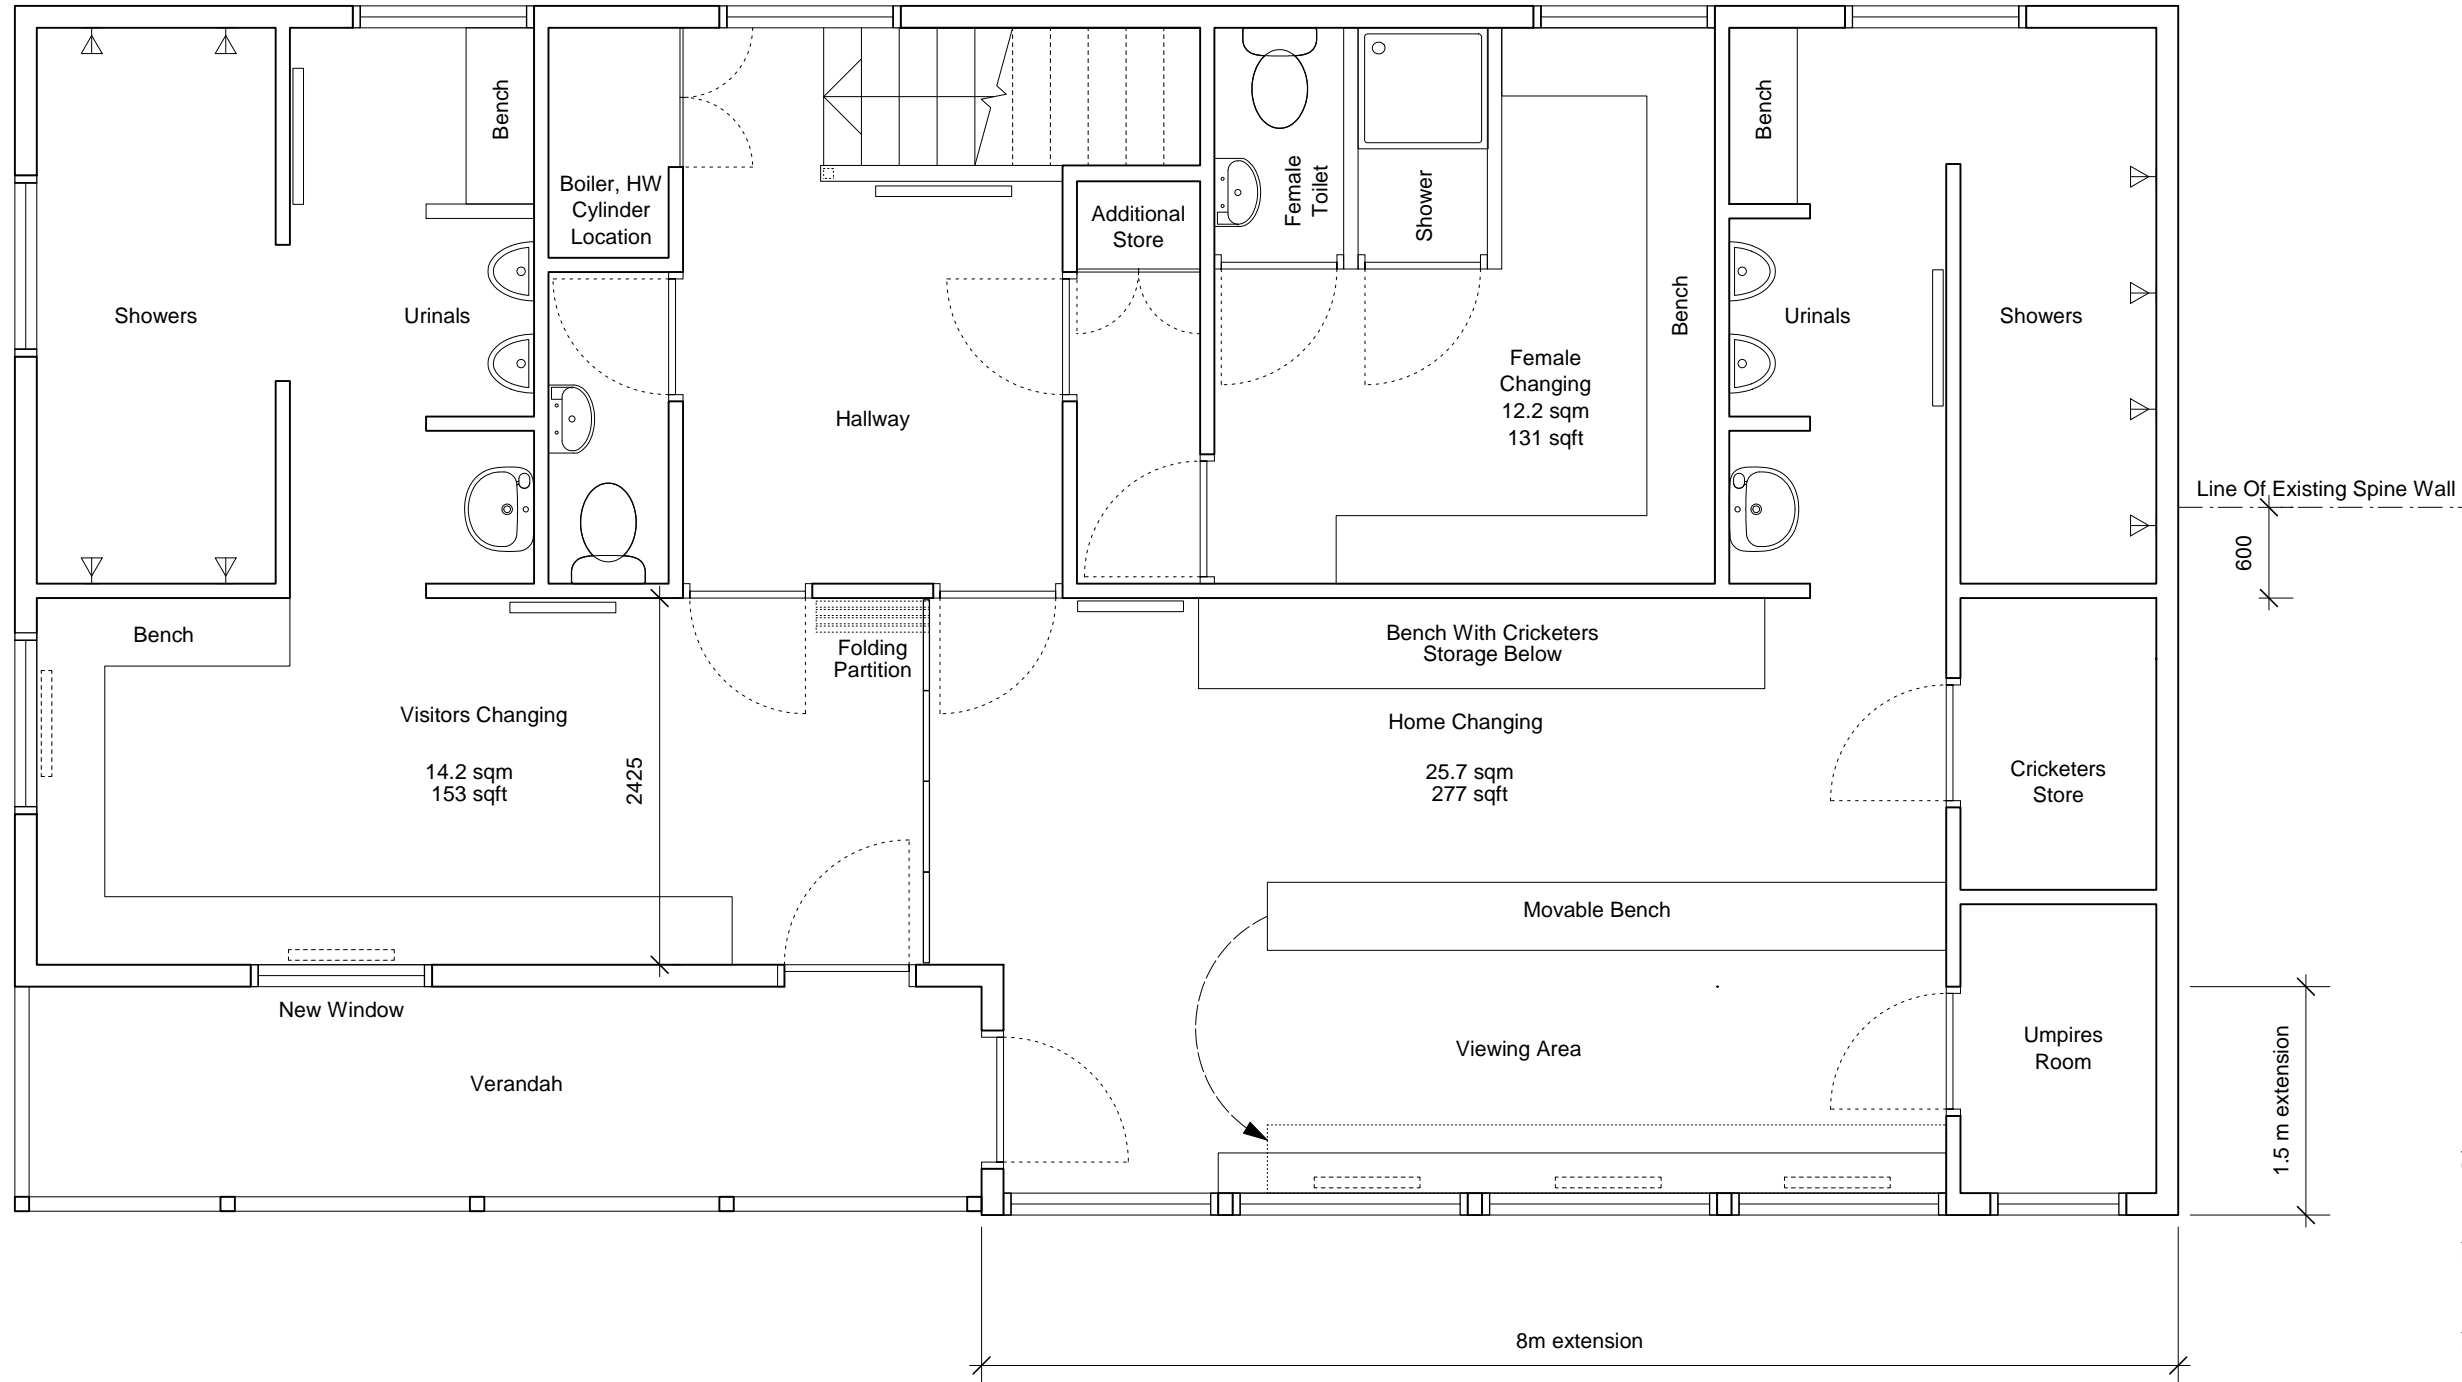 Bench
Bench
Boiler, HW
Cylinder
Location
Additional
Store
Female
Toilet
Shower
Showers
Urinals
Hallway
Female
Changing
12.2 sqm
131 sqft
Bench
Urinals
Showers
Line Of Existing Spine Wall
600
Bench
Folding
Partition
Bench With Cricketers
Storage Below
Visitors Changing
14.2 sqm
153 sqft
2425
Home Changing
25.7 sqm
277 sqft
Cricketers
Store
Movable Bench
New Window
Verandah
Viewing Area
Umpires
Room
1.5 m extension
8m extension